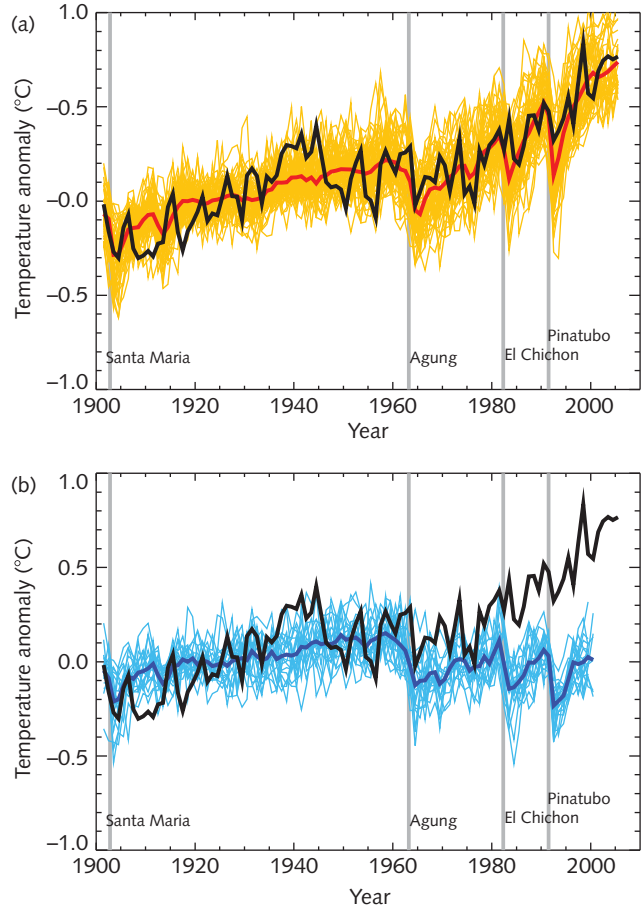 (a)
Temperature anomaly (°C)
1.0
–0.5
–0.0
–0.5
–1.0
Santa Maria
Agung
El Chichon
Pinatubo
1900
1920
1940
1960
1980
2000
Year
(b)
Temperature anomaly (°C)
1.0
0.5
0.0
–0.5
–1.0
Santa Maria
Agung
El Chichon
Pinatubo
1900
1920
1940
1960
1980
2000
Year